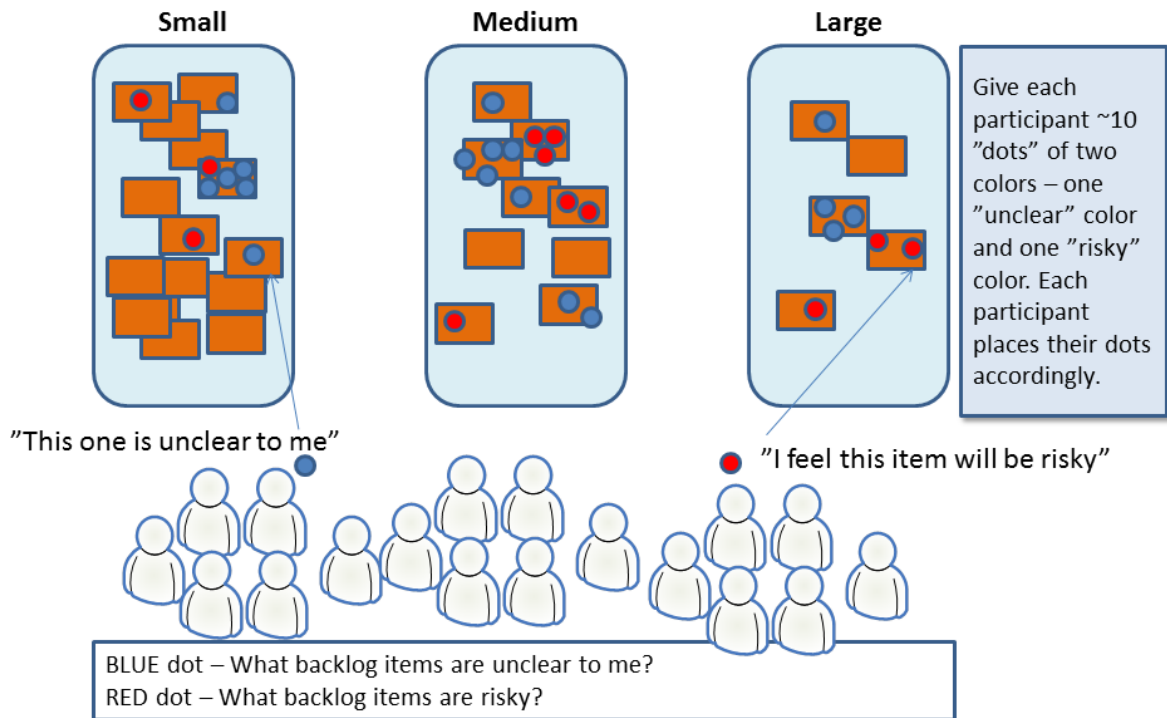 Small
Medium
Large
Give each
participant ~10
”dots” of two
colors – one
”unclear” color
and one ”risky”
color. Each
participant
places their dots
accordingly.
”This one is unclear to me”
”I feel this item will be risky”
BLUE dot – What backlog items are unclear to me?
RED dot – What backlog items are risky?